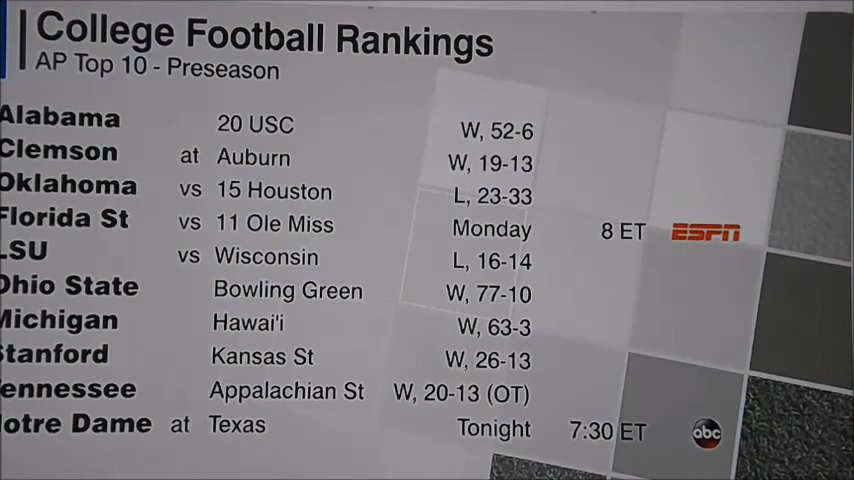 College Football Rankings
AP Top 10 - Preseason
Alabama 20 USC W, 52-6
Clemson at Auburn W, 19-13
Oklahoma vs 15 Houston L, 23-33
Florida St vs 11 Ole Miss Monday 8 ET ESPN
LSU vs Wisconsin L, 16-14
Ohio State Bowling Green W, 77-10
Michigan Hawai'i W, 63-3
Stanford Kansas St W, 26-13
ennessee Appalachian St W, 20-13 (OT)
otre Dame at Texas Tonight 7:30 ET abc